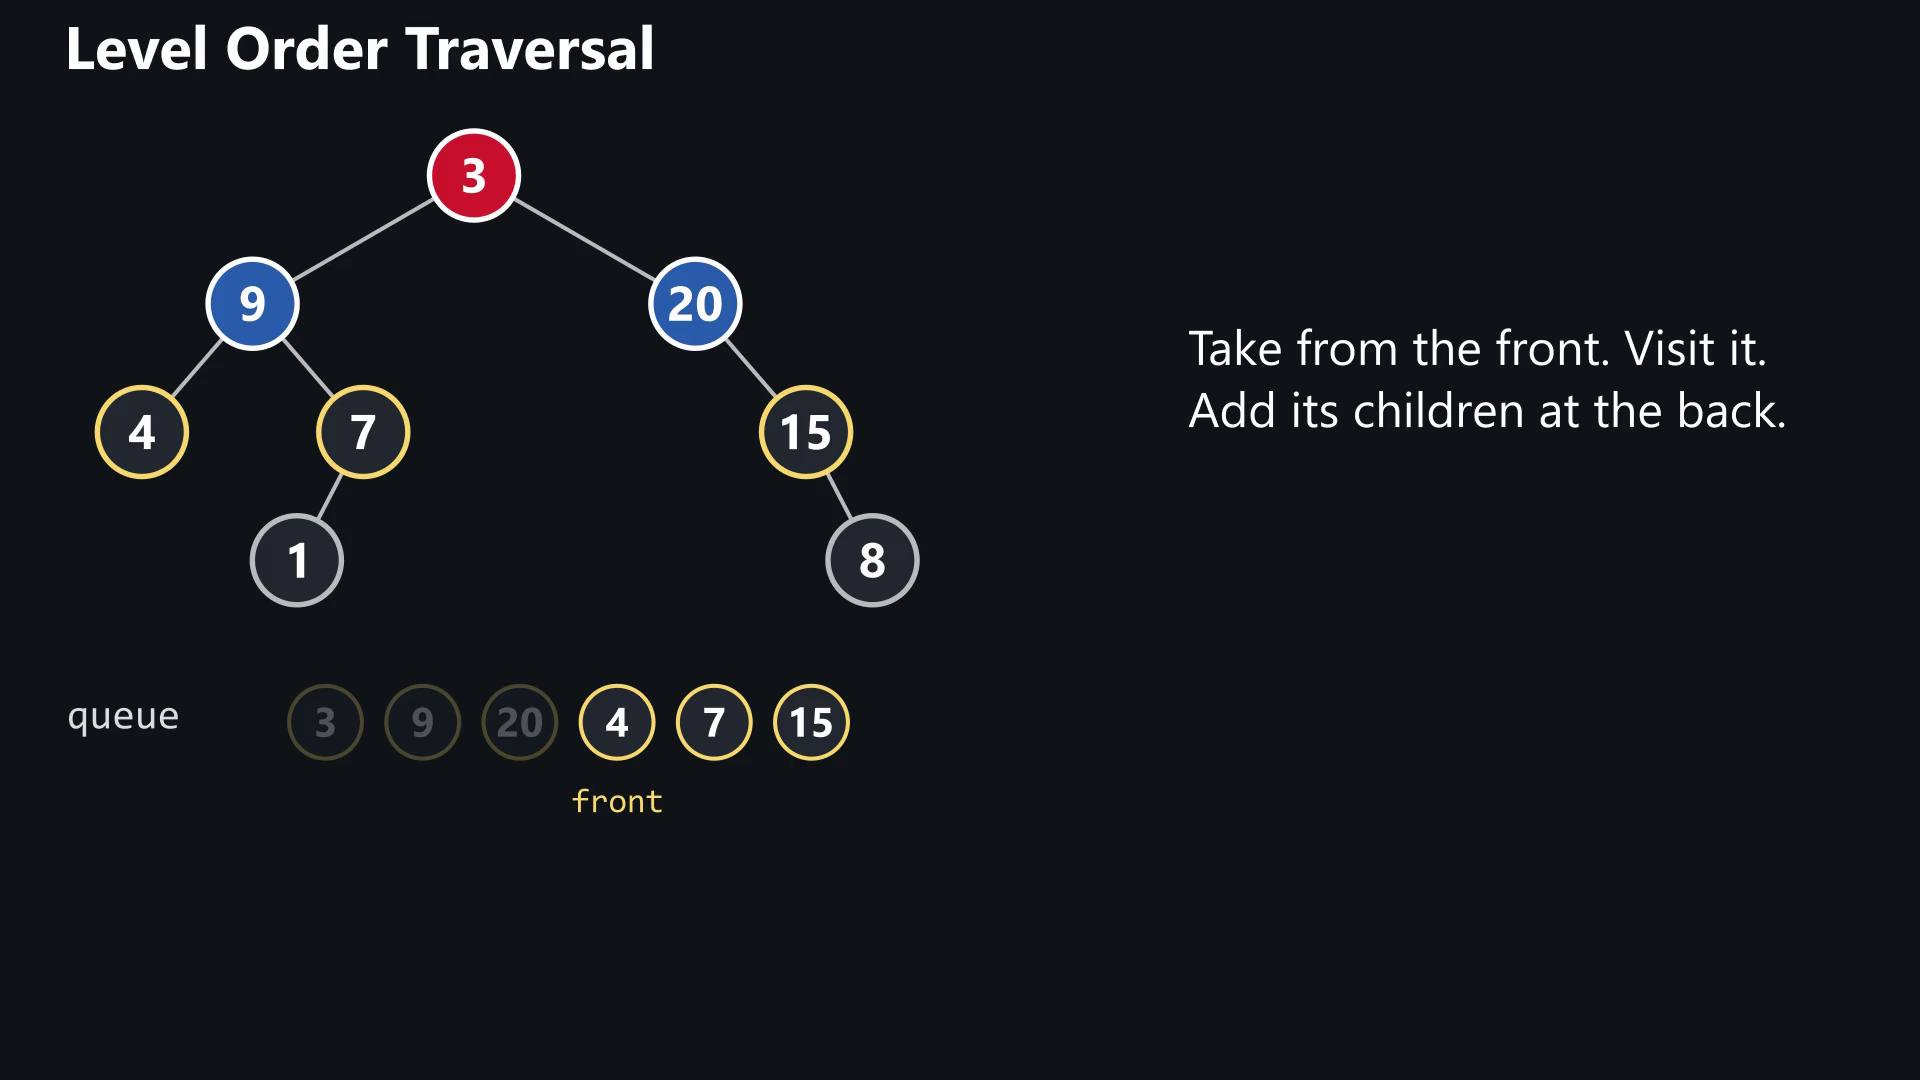 Level Order Traversal
3
9
20
4
7
15
1
8
Take from the front. Visit it.
Add its children at the back.
queue
3 9 20 4 7 15
front